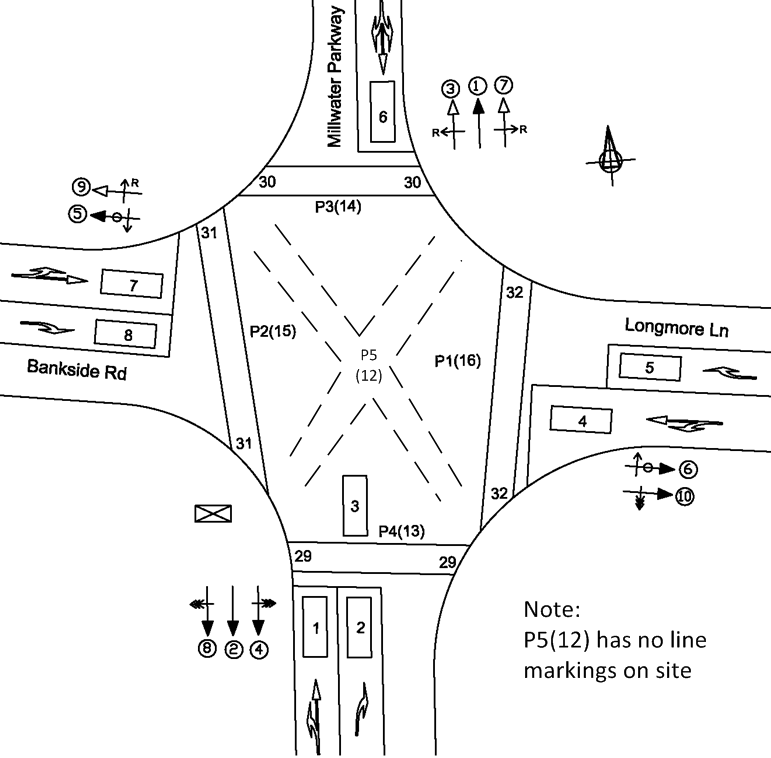 Millwater Parkway
6
3 1 7
R R
9 R
5
30 30
P3(14)
31
32
7
8
Bankside Rd
P2(15)
P5
(12)
P1(16)
Longmore Ln
5
4
6
10
31
32
3
P4(13)
29 29
1 2
8 2 4
Note:
P5(12) has no line
markings on site